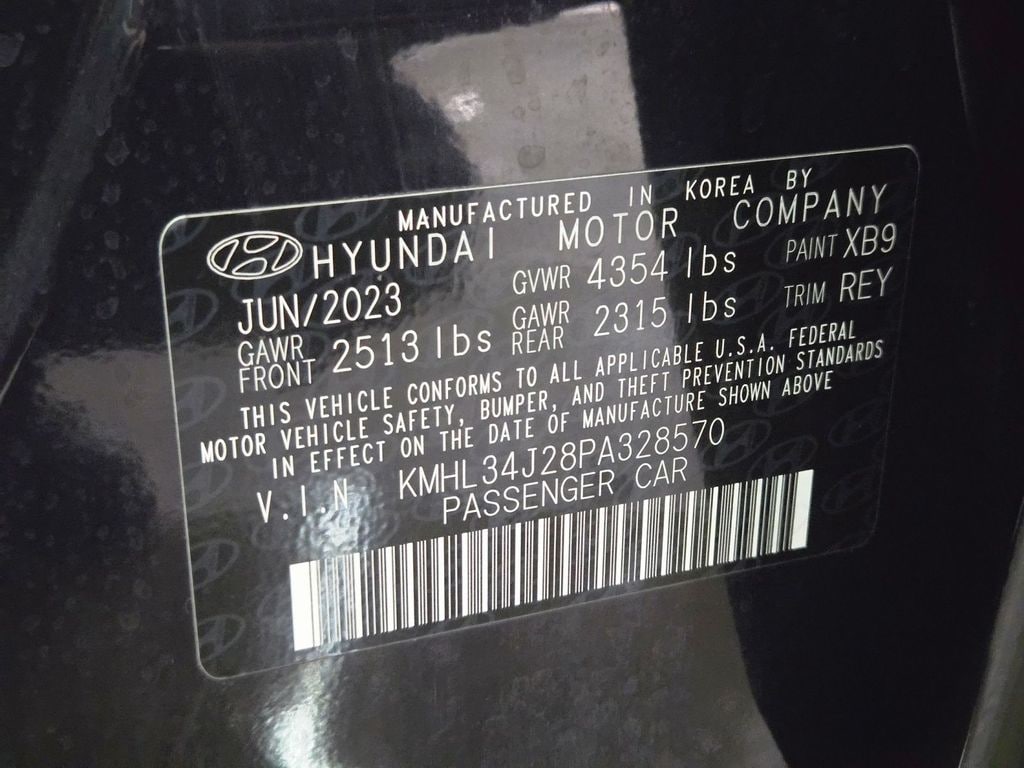 MANUFACTURED IN KOREA BY
HYUNDAI MOTOR COMPANY
JUN/2023 GVWR 4354 lbs PAINT XB9
GAWR FRONT 2513 lbs GAWR REAR 2315 lbs TRIM REY
THIS VEHICLE CONFORMS TO ALL APPLICABLE U.S.A. FEDERAL
MOTOR VEHICLE SAFETY, BUMPER, AND THEFT PREVENTION STANDARDS
IN EFFECT ON THE DATE OF MANUFACTURE SHOWN ABOVE
V.I.N KMHL34J28PA328570
PASSENGER CAR